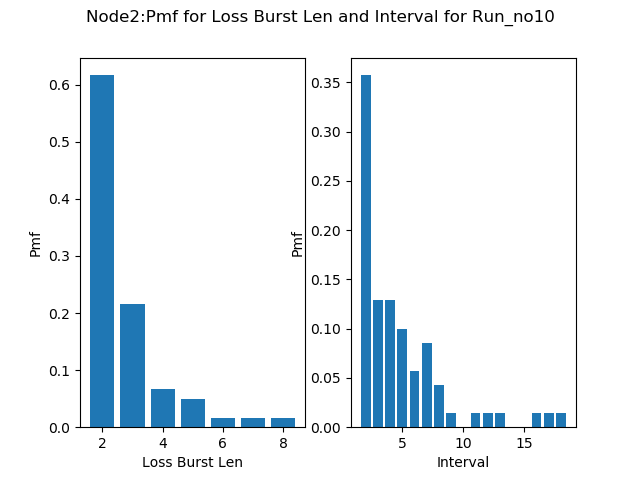 Node2:Pmf for Loss Burst Len and Interval for Run_no10
0.6
0.5
0.4
0.3
0.2
0.1
0.0
Pmf
2 4 6 8
Loss Burst Len
0.35
0.30
0.25
0.20
0.15
0.10
0.05
0.00
Pmf
5 10 15
Interval